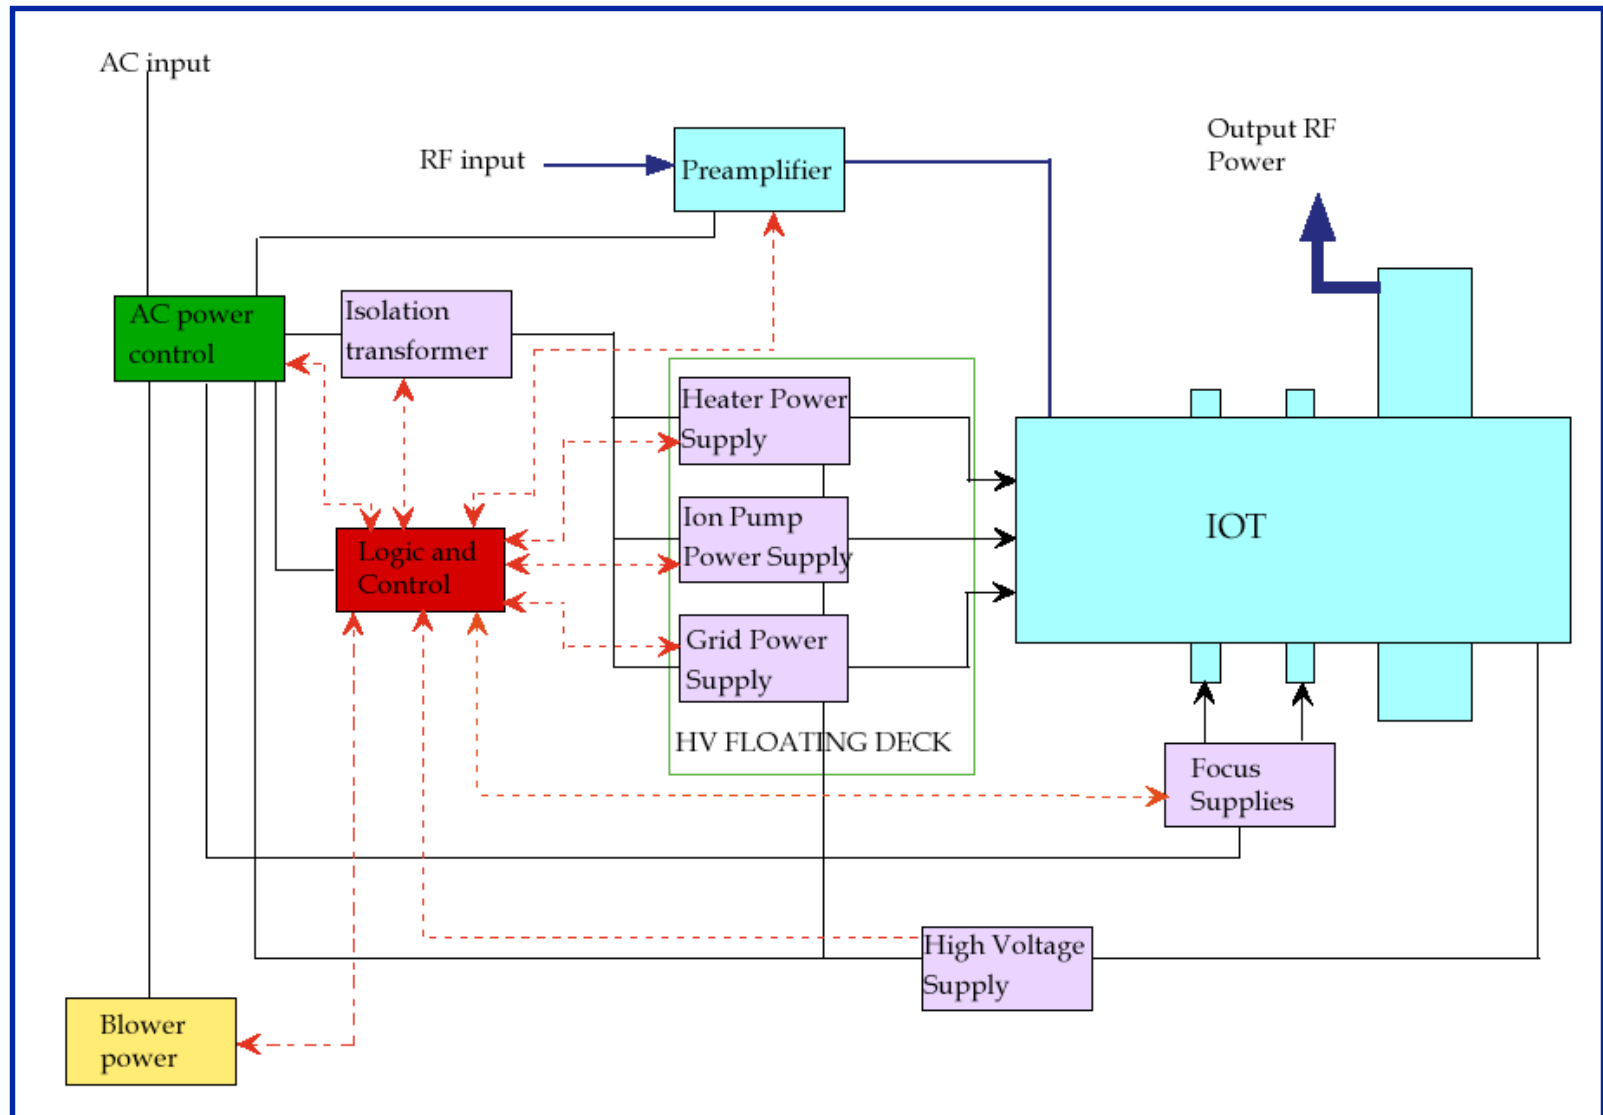 AC input
Output RF
Power
RF input
Preamplifier
AC power
control
Isolation
transformer
Heater Power
Supply
Ion Pump
Power Supply
Logic and
Control
IOT
Grid Power
Supply
HV FLOATING DECK
Focus
Supplies
High Voltage
Supply
Blower
power